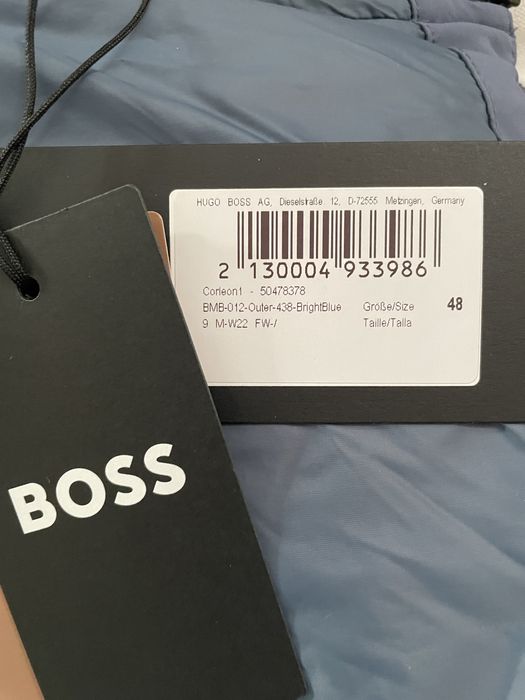 HUGO BOSS AG, Dieselstraße 12, D-72555 Metzingen, Germany
2 130004 933986
Corleon1 - 50478378
BMB-012-Outer-438-BrightBlue Größe/Size 48
9 M-W22 FW-/ Taille/Talla
BOSS